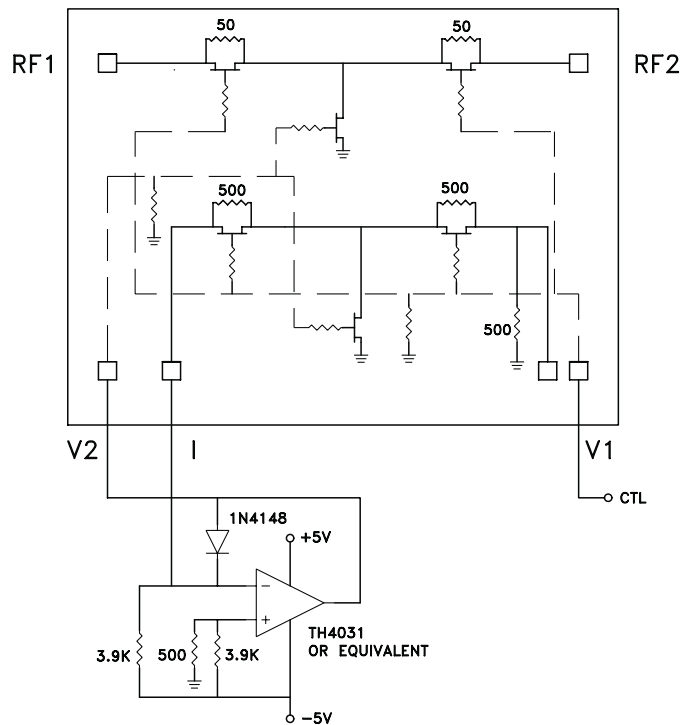 50
50
RF1
RF2
500
500
500
V2
I
V1
CTL
1N4148
+5V
−
+
TH4031
OR EQUIVALENT
3.9K
500
3.9K
−5V